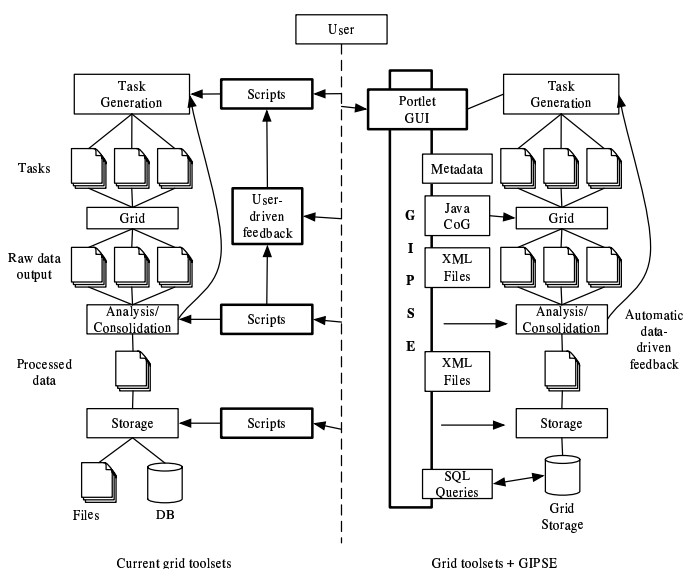 User
Task
Generation
Scripts
Tasks
Grid
User-
driven
feedback
Raw data
output
Analysis/
Consolidation
Scripts
Processed
data
Storage
Scripts
Files
DB
Current grid toolsets
Portlet
GUI
Task
Generation
Metadata
G
I
P
S
E
Java
CoG
Grid
XML
Files
Analysis/
Consolidation
Automatic
data-
driven
feedback
XML
Files
Storage
SQL
Queries
Grid
Storage
Grid toolsets + GIPSE